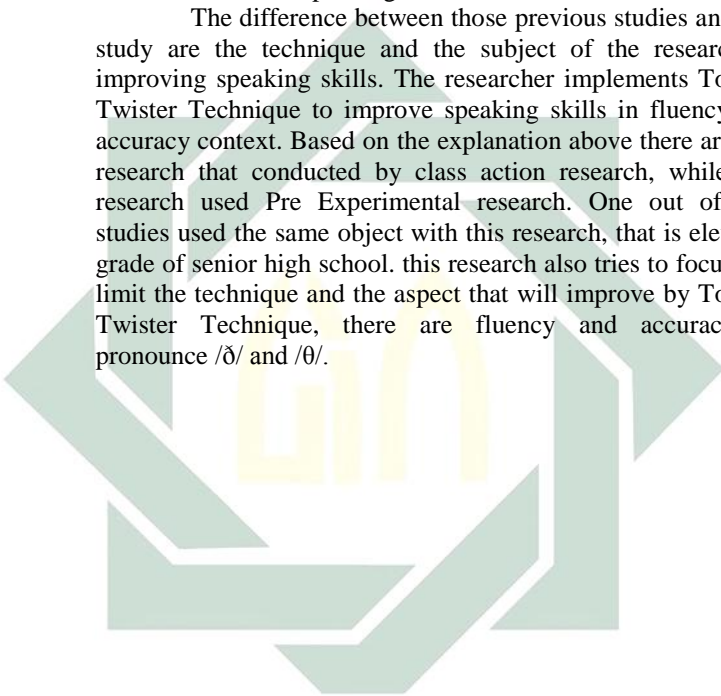 The difference between those previous studies an
study are the technique and the subject of the resear
improving speaking skills. The researcher implements To
Twister Technique to improve speaking skills in fluency
accuracy context. Based on the explanation above there ar
research that conducted by class action research, while
research used Pre Experimental research. One out of
studies used the same object with this research, that is ele
grade of senior high school. this research also tries to focu
limit the technique and the aspect that will improve by To
Twister Technique, there are fluency and accurac
pronounce /ð/ and /θ/.